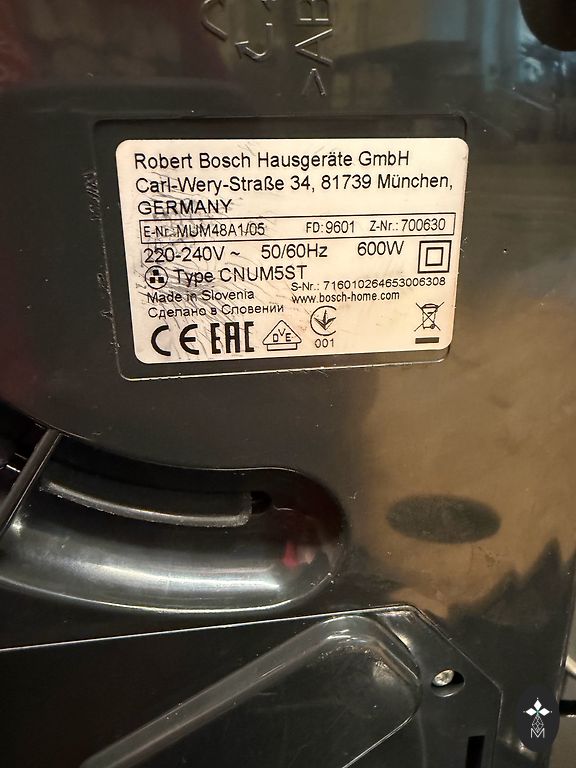 >AB
Robert Bosch Hausgeräte GmbH
Carl-Wery-Straße 34, 81739 München,
GERMANY
E-Nr.: MUM48A1/05 FD: 9601 Z-Nr.: 700630
220-240V ~ 50/60Hz 600W
Type CNUM5ST
S-Nr.: 716010264653006308
Made in Slovenia www.bosch-home.com
Сделано в Словении
CE EAC DVE
001
M